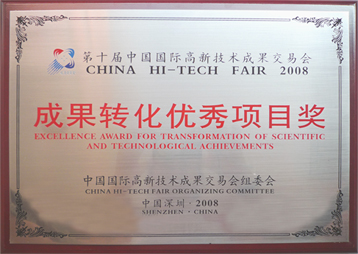 第十届中国国际高新技术成果交易会
CHINA HI-TECH FAIR 2008
成果转化优秀项目奖
EXCELLENCE AWARD FOR TRANSFORMATION OF SCIENTIFIC
AND TECHNOLOGICAL ACHIEVEMENTS
中国国际高新技术成果交易会组委会
CHINA HI-TECH FAIR ORGANIZING COMMITTEE
中国深圳·2008
SHENZHEN·CHINA